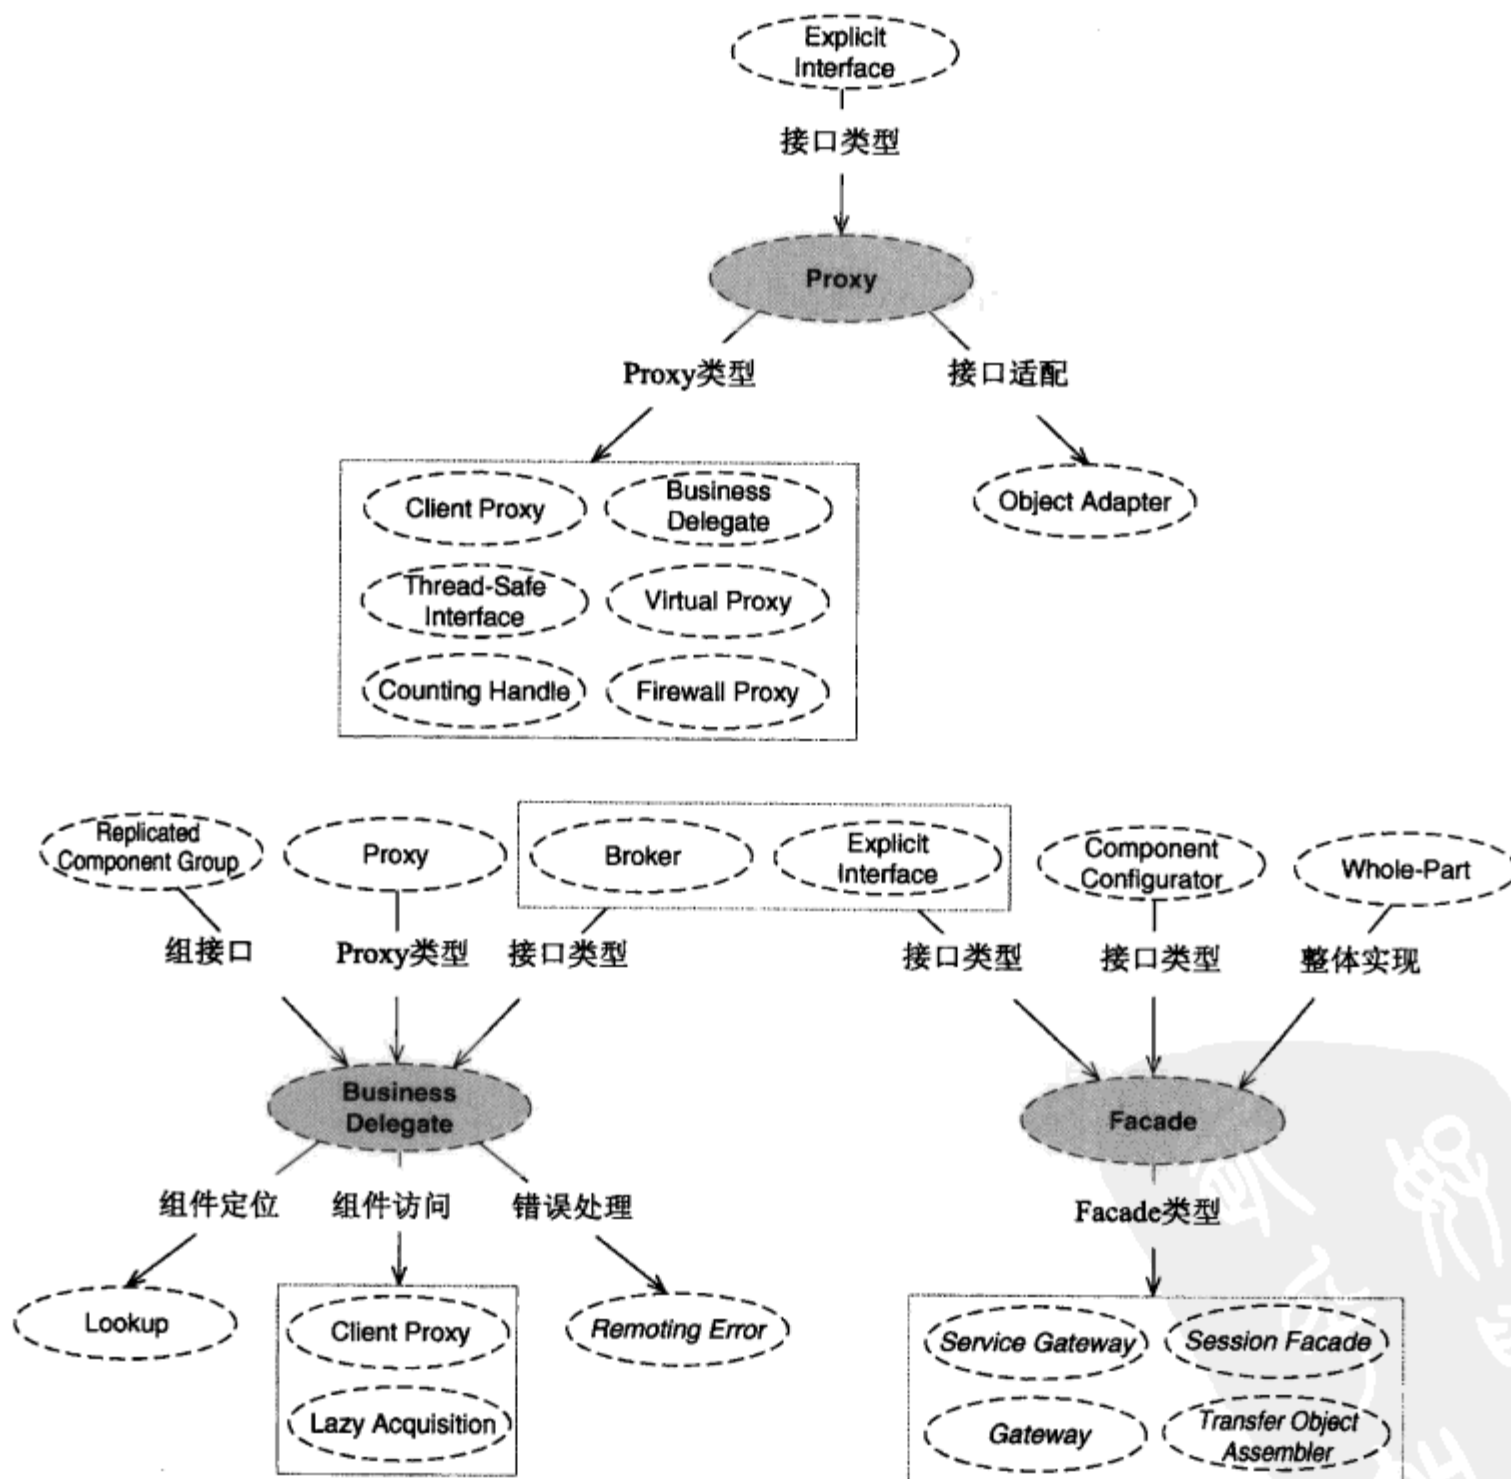 Explicit
Interface
接口类型
Proxy
Proxy类型
接口适配
Client Proxy
Business
Delegate
Object Adapter
Thread-Safe
Interface
Virtual Proxy
Counting Handle
Firewall Proxy
Replicated
Component Group
Proxy
Broker
Explicit
Interface
Component
Configurator
Whole-Part
组接口
Proxy类型
接口类型
接口类型
接口类型
整体实现
Business
Delegate
Facade
组件定位
组件访问
错误处理
Facade类型
Lookup
Client Proxy
Remoting Error
Lazy Acquisition
Service Gateway
Session Facade
Gateway
Transfer Object
Assembler